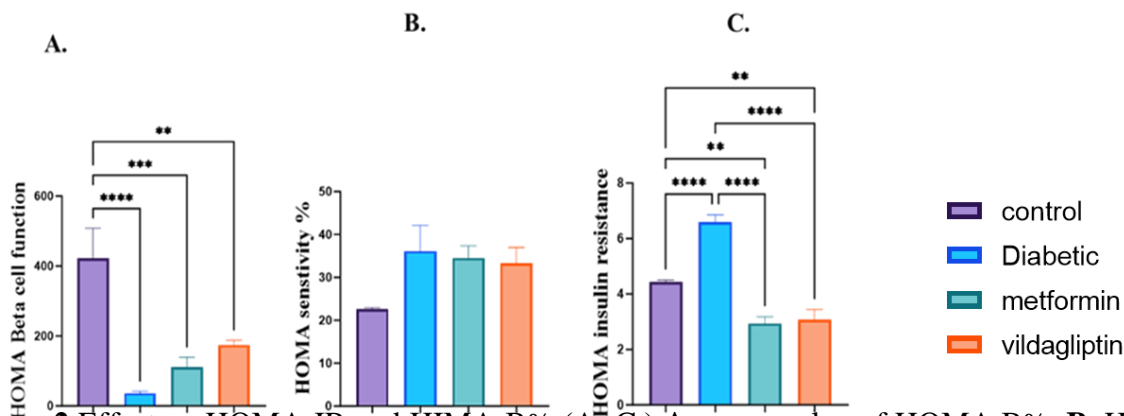 A.
B.
C.
**
***
****
HOMA Beta cell function
600
400
200
0
HOMA senstivity %
50
40
30
20
10
0
**
****
**
**** ****
HOMA insulin resistance
8
6
4
2
0
control
Diabetic
metformin
vildagliptin